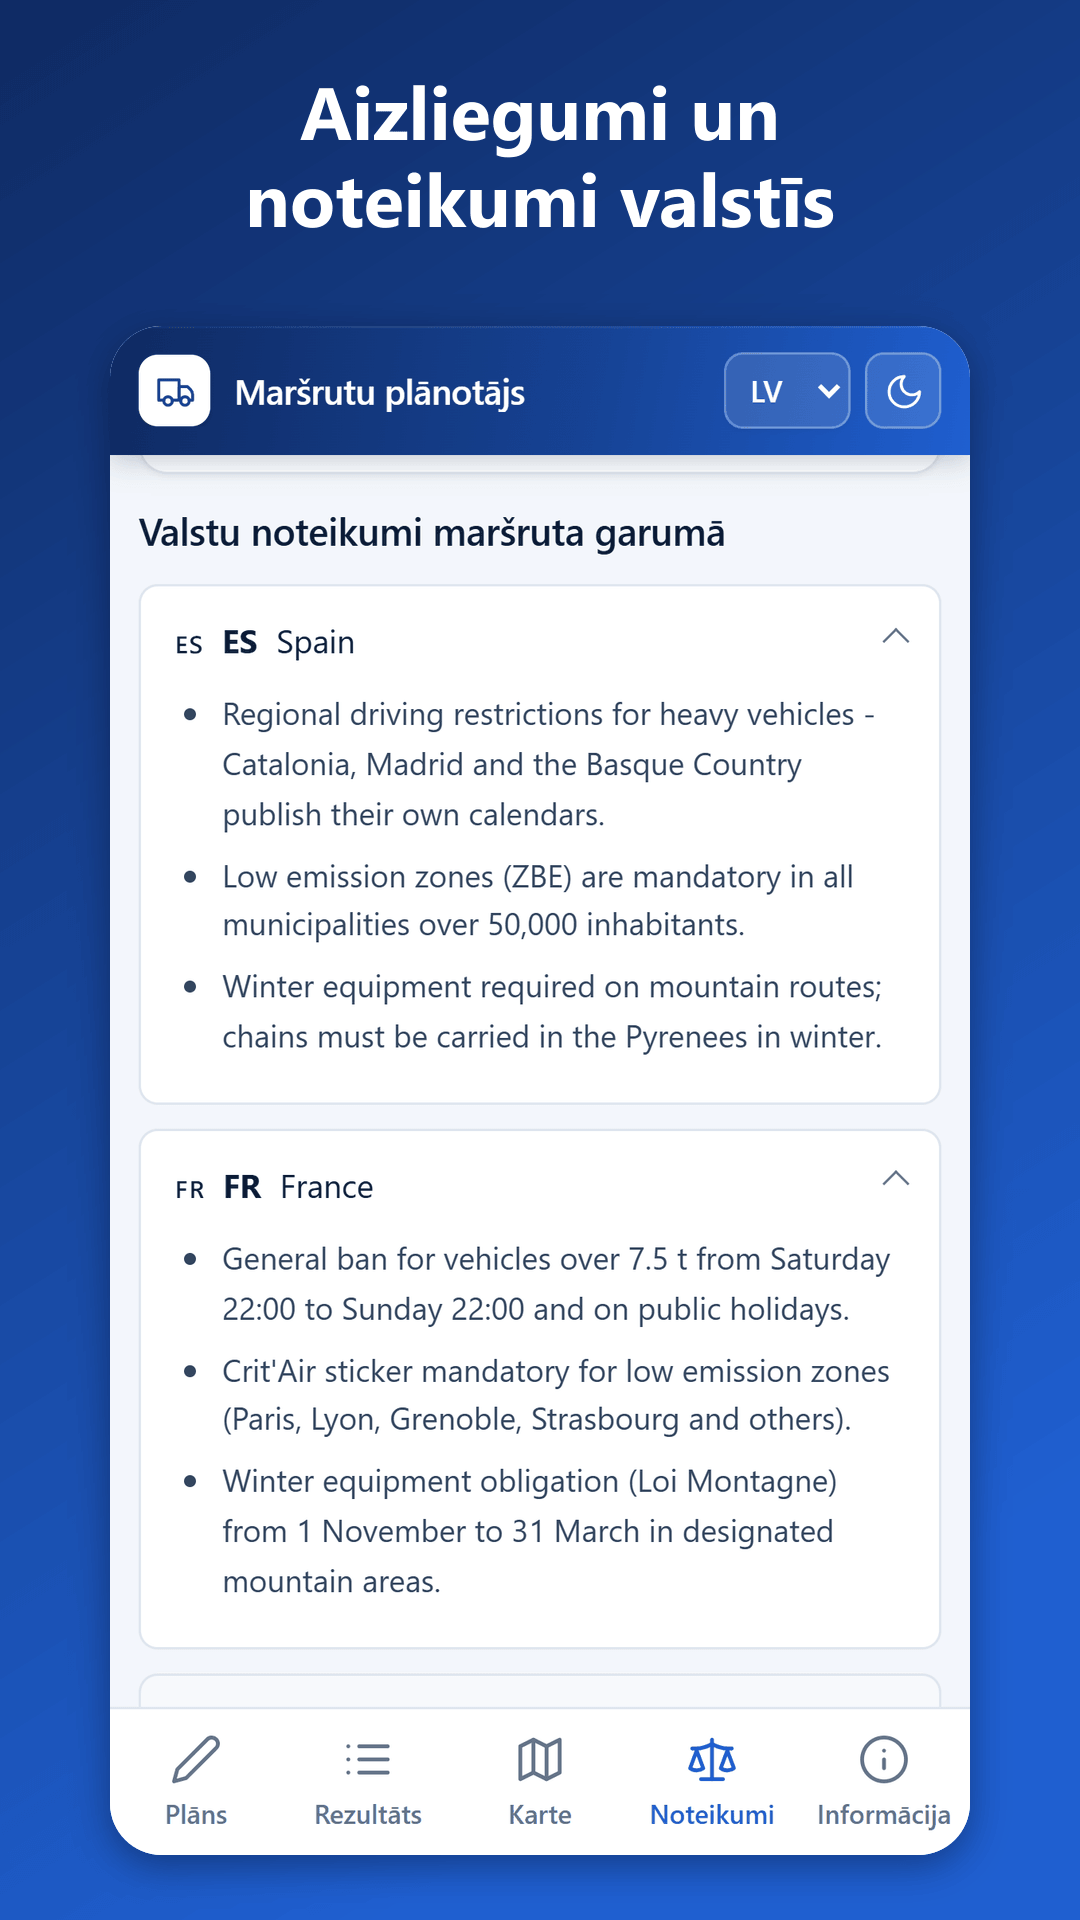 Aizliegumi un
noteikumi valstīs
Maršrutu plānotājs
LV
Valstu noteikumi maršruta garumā
ES ES Spain
Regional driving restrictions for heavy vehicles -
Catalonia, Madrid and the Basque Country
publish their own calendars.
Low emission zones (ZBE) are mandatory in all
municipalities over 50,000 inhabitants.
Winter equipment required on mountain routes;
chains must be carried in the Pyrenees in winter.
FR FR France
General ban for vehicles over 7.5 t from Saturday
22:00 to Sunday 22:00 and on public holidays.
Crit'Air sticker mandatory for low emission zones
(Paris, Lyon, Grenoble, Strasbourg and others).
Winter equipment obligation (Loi Montagne)
from 1 November to 31 March in designated
mountain areas.
Plāns Rezultāts Karte Noteikumi Informācija